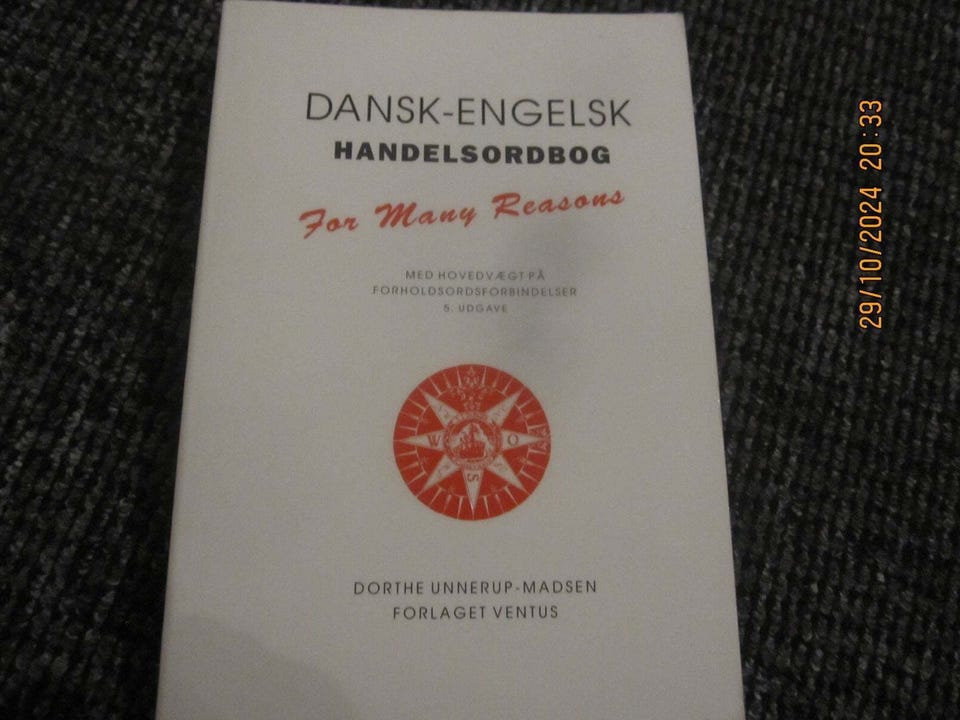 DANSK-ENGELSK
HANDELSORDBOG
For Many Reasons
MED HOVEDVÆGT PÅ
FORHOLDSORDSFORBINDELSER
5. UDGAVE
W O
S
DORTHE UNNERUP-MADSEN
FORLAGET VENTUS
29/10/2024 20:33